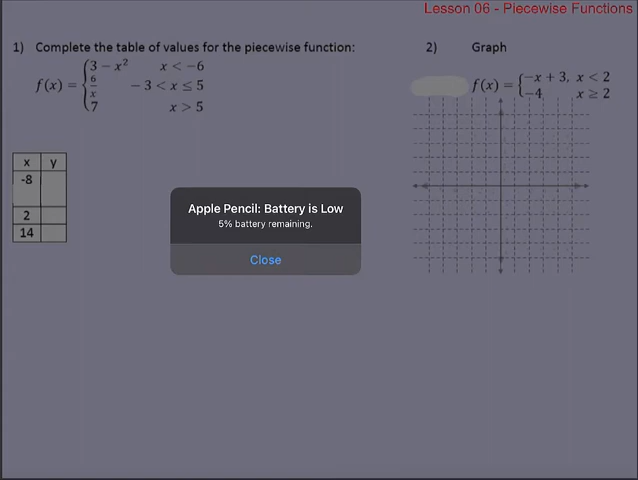 Lesson 06 - Piecewise Functions
1) Complete the table of values for the piecewise function:
f(x) = { 3 − x² x < −6
6/x − 3 < x ≤ 5
7 x > 5
x y
-8
2
14
2) Graph
f(x) = { −x + 3, x < 2
−4, x ≥ 2
Apple Pencil: Battery is Low
5% battery remaining.
Close